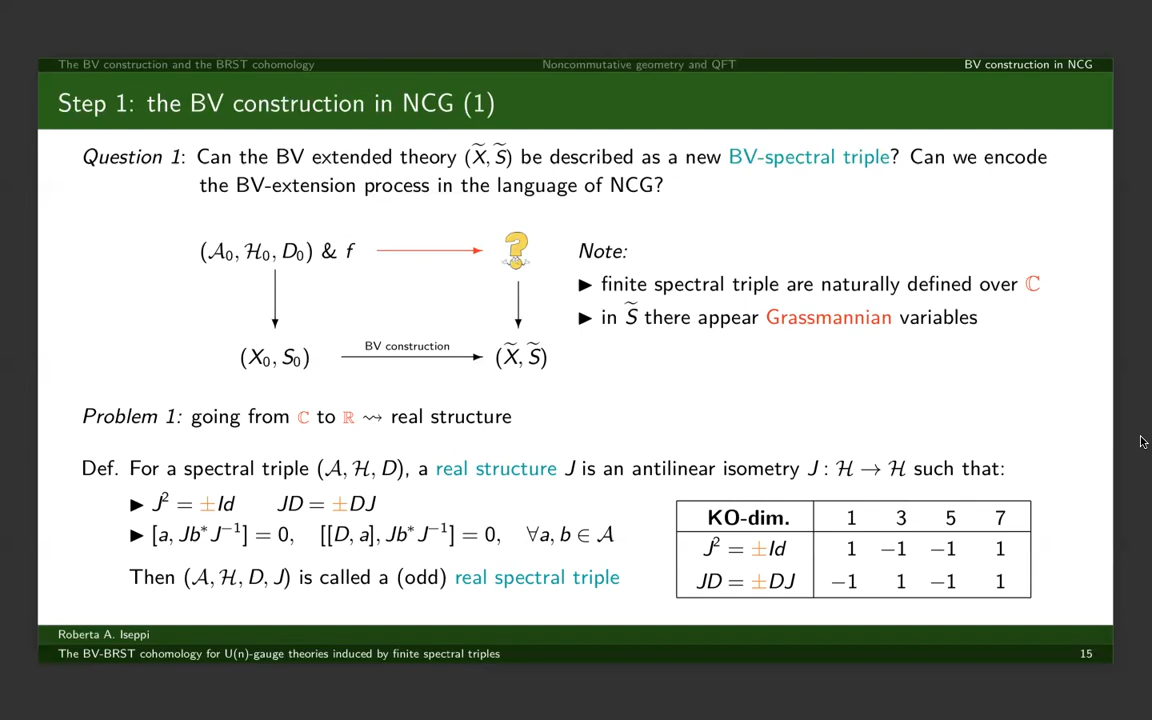 The BV construction and the BRST cohomology Noncommutative geometry and QFT BV construction in NCG
Step 1: the BV construction in NCG (1)
Question 1: Can the BV extended theory (X̃, S̃) be described as a new BV-spectral triple? Can we encode
the BV-extension process in the language of NCG?
(𝒜₀, ℋ₀, D₀) & f
Note:
▶ finite spectral triple are naturally defined over ℂ
▶ in S̃ there appear Grassmannian variables
BV construction
(X₀, S₀) (X̃, S̃)
Problem 1: going from ℂ to ℝ ⇝ real structure
Def. For a spectral triple (𝒜, ℋ, D), a real structure J is an antilinear isometry J : ℋ → ℋ such that:
▶ J² = ±Id JD = ±DJ
▶ [a, Jb*J⁻¹] = 0, [[D, a], Jb*J⁻¹] = 0, ∀a, b ∈ 𝒜
Then (𝒜, ℋ, D, J) is called a (odd) real spectral triple
KO-dim. 1 3 5 7
J² = ±Id 1 −1 −1 1
JD = ±DJ −1 1 −1 1
Roberta A. Iseppi
The BV-BRST cohomology for U(n)-gauge theories induced by finite spectral triples 15